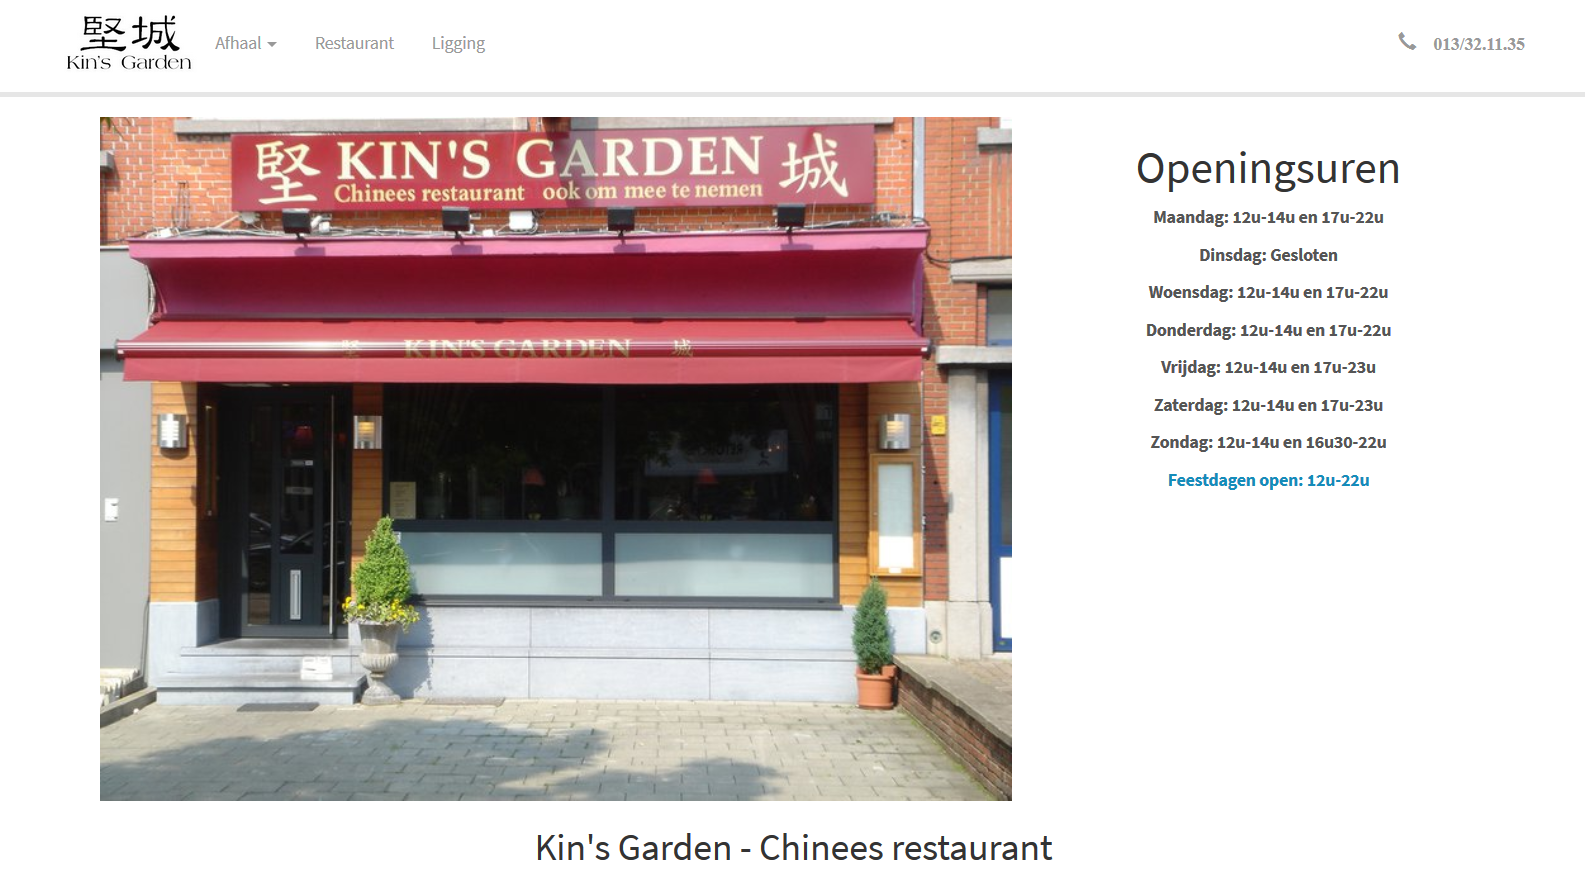 堅城
Kin's Garden
Afhaal
Restaurant
Ligging
013/32.11.35
堅 KIN'S GARDEN 城
Chinees restaurant ook om mee te nemen
堅 KIN'S GARDEN 城
Openingsuren
Maandag: 12u-14u en 17u-22u
Dinsdag: Gesloten
Woensdag: 12u-14u en 17u-22u
Donderdag: 12u-14u en 17u-22u
Vrijdag: 12u-14u en 17u-23u
Zaterdag: 12u-14u en 17u-23u
Zondag: 12u-14u en 16u30-22u
Feestdagen open: 12u-22u
Kin's Garden - Chinees restaurant